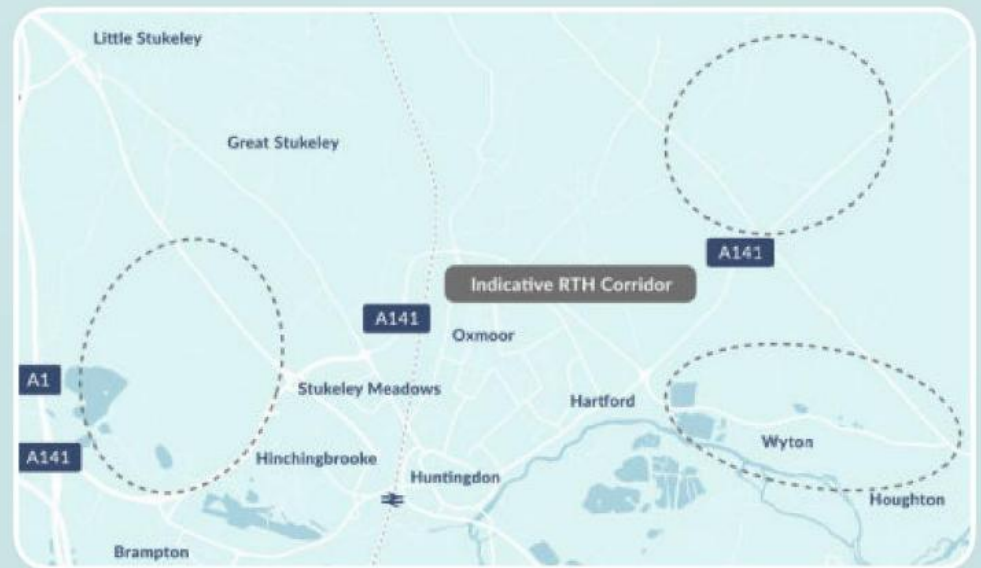 Little Stukeley
Great Stukeley
A141
Indicative RTH Corridor
A141
Oxmoor
A1
Stukeley Meadows
Hartford
Wyton
A141
Hinchingbrooke
Huntingdon
Houghton
Brampton